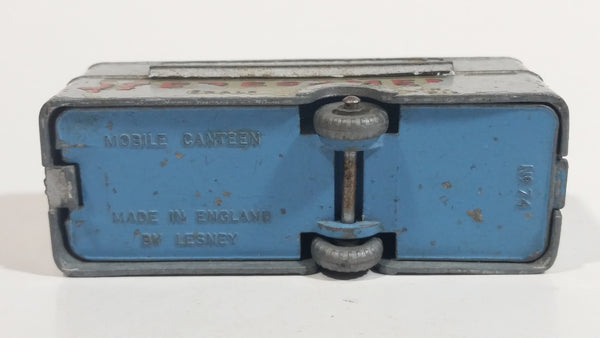 MOBILE CANTEEN
MADE IN ENGLAND
BY LESNEY
No 74